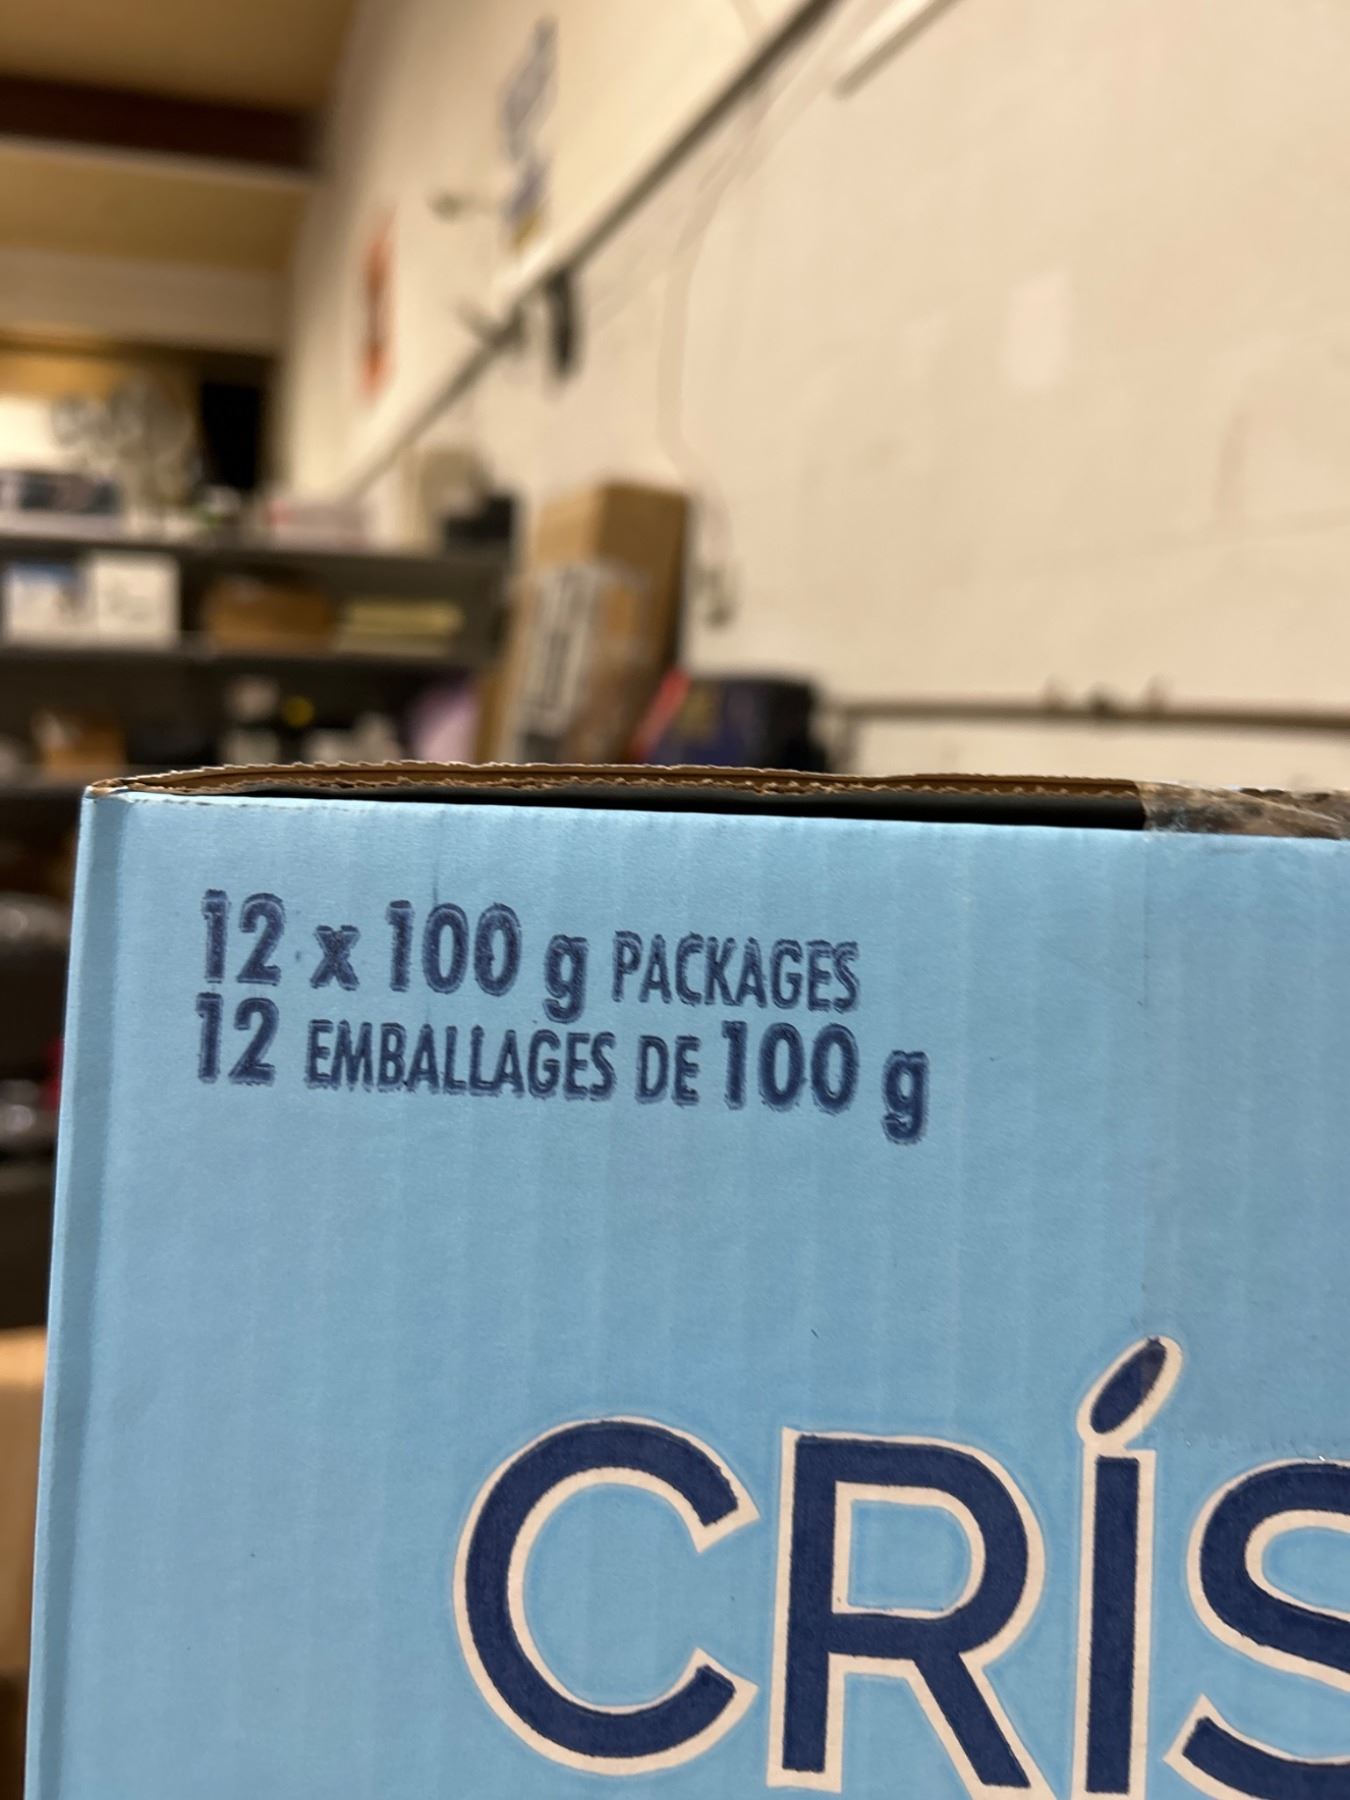 12 x 100 g PACKAGES
12 EMBALLAGES DE 100 g
CRÍS